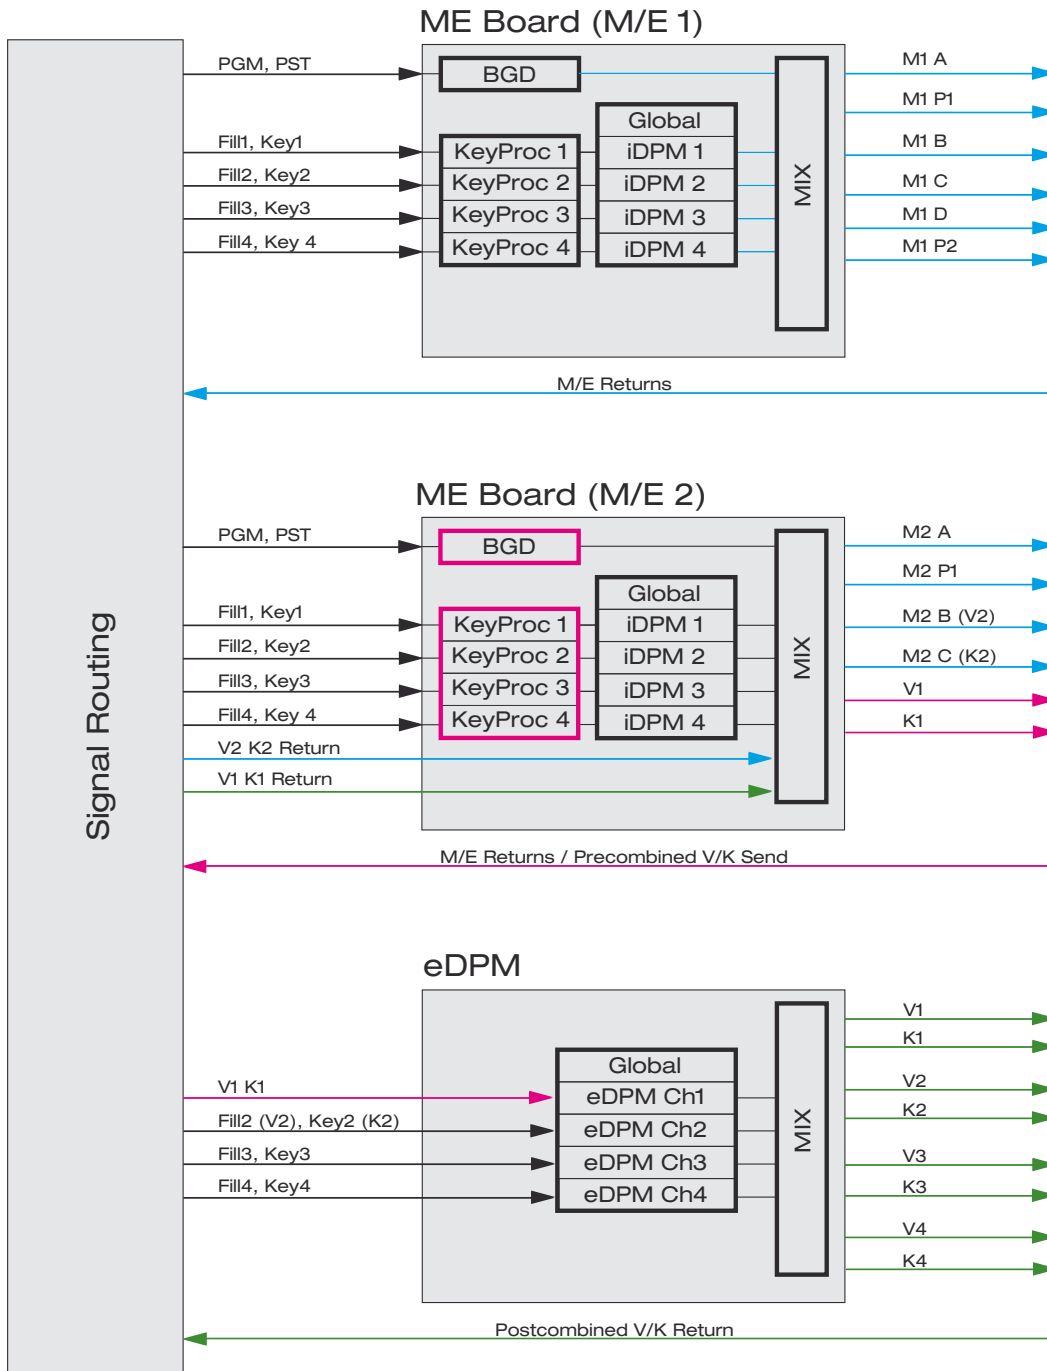 ME Board (M/E 1)
PGM, PST
BGD
M1 A
Global
M1 P1
Fill1, Key1
KeyProc 1
iDPM 1
M1 B
Fill2, Key2
KeyProc 2
iDPM 2
MIX
M1 C
Fill3, Key3
KeyProc 3
iDPM 3
M1 D
Fill4, Key 4
KeyProc 4
iDPM 4
M1 P2
M/E Returns
Signal Routing
ME Board (M/E 2)
PGM, PST
BGD
M2 A
Global
M2 P1
Fill1, Key1
KeyProc 1
iDPM 1
M2 B (V2)
Fill2, Key2
KeyProc 2
iDPM 2
MIX
M2 C (K2)
Fill3, Key3
KeyProc 3
iDPM 3
V1
Fill4, Key 4
KeyProc 4
iDPM 4
K1
V2 K2 Return
V1 K1 Return
M/E Returns / Precombined V/K Send
eDPM
V1
K1
Global
V1 K1
eDPM Ch1
V2
Fill2 (V2), Key2 (K2)
eDPM Ch2
MIX
K2
Fill3, Key3
eDPM Ch3
V3
Fill4, Key4
eDPM Ch4
K3
V4
K4
Postcombined V/K Return